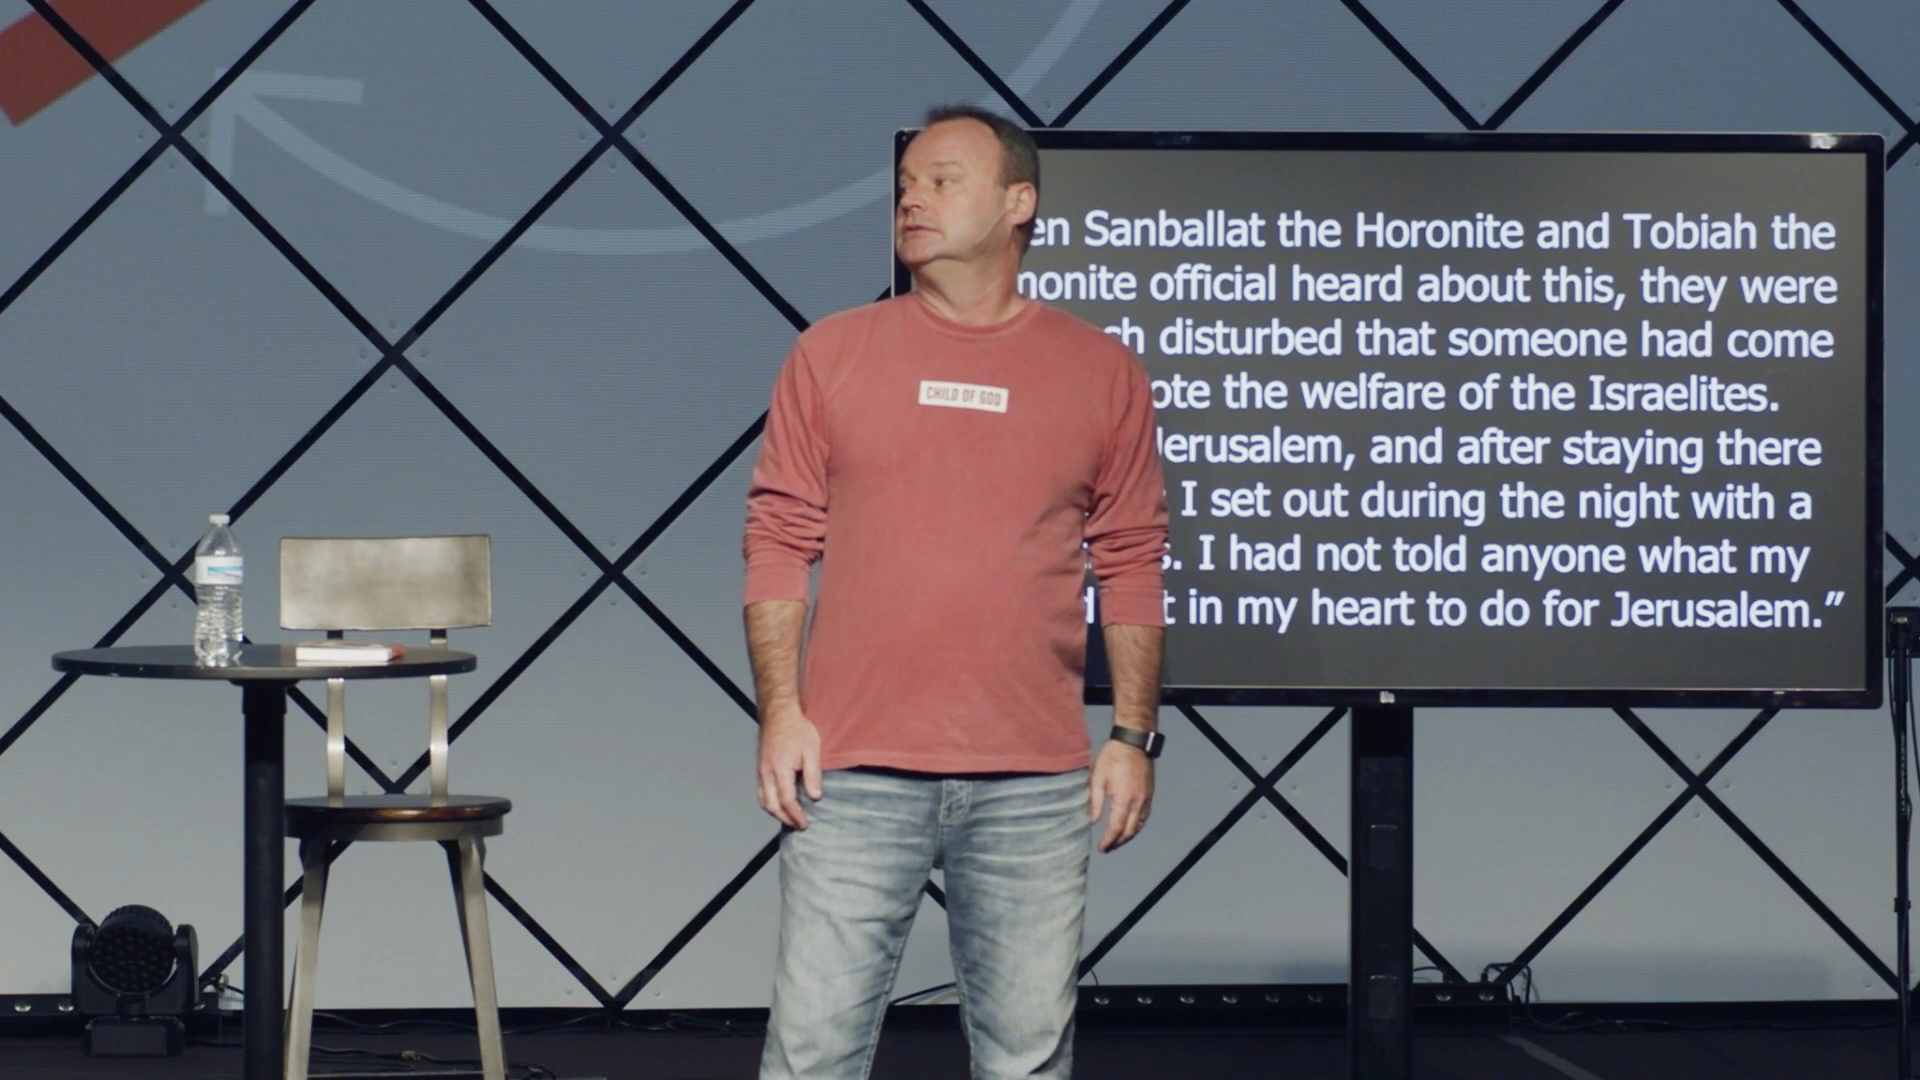 CHILD OF GOD
en Sanballat the Horonite and Tobiah the
monite official heard about this, they were
ch disturbed that someone had come
ote the welfare of the Israelites.
Jerusalem, and after staying there
I set out during the night with a
s. I had not told anyone what my
d t in my heart to do for Jerusalem.”